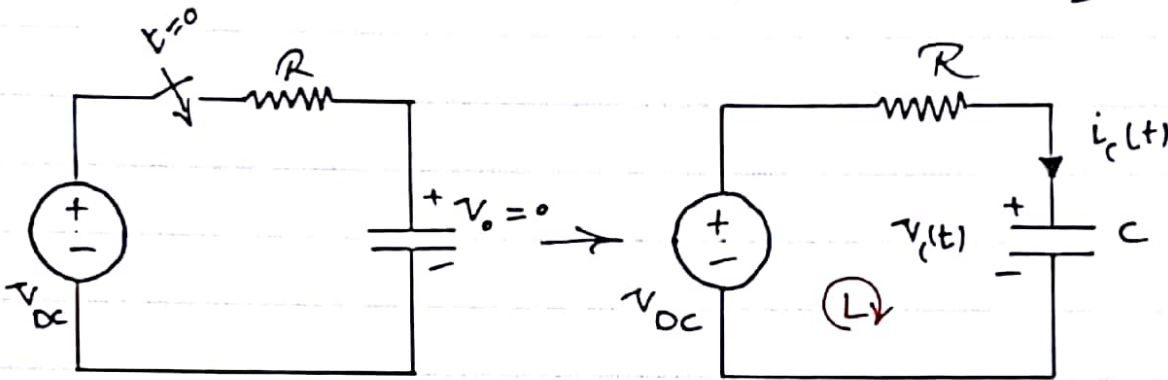 t=0
R
+
−
V_DC
+ V_o = 0
−
R
i_c(t)
+
−
V_DC
V_c(t)
+
−
C
L